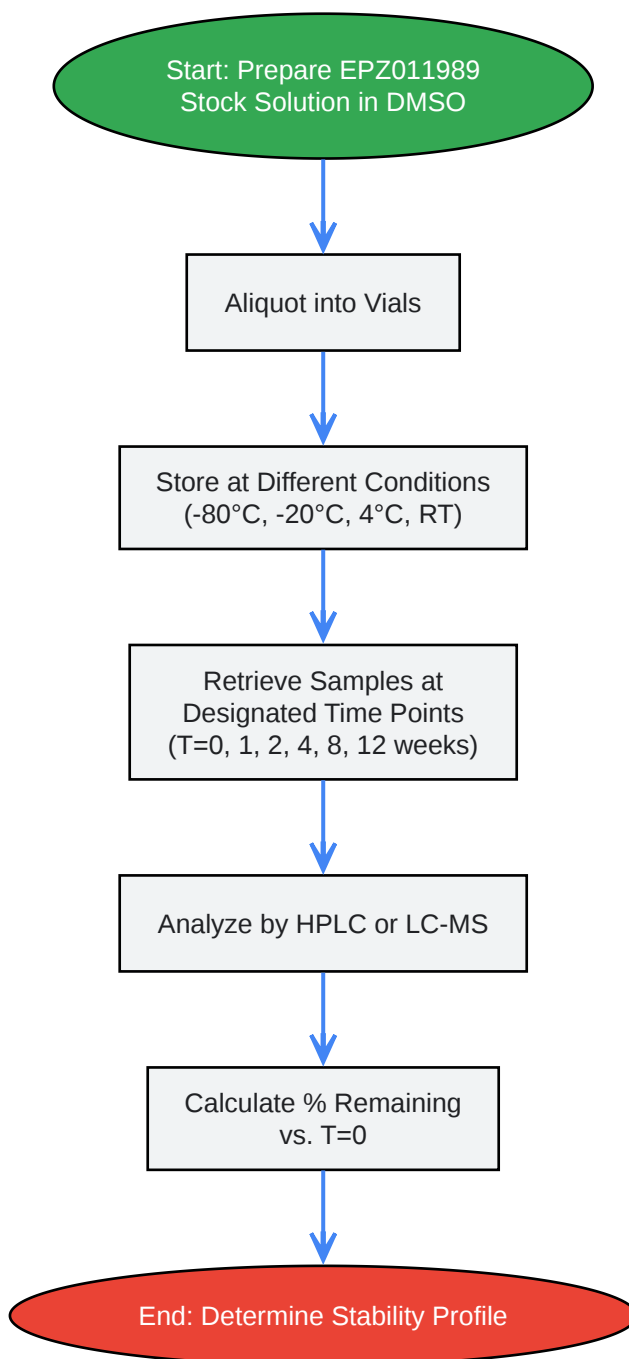 Start: Prepare EPZ011989
Stock Solution in DMSO
Aliquot into Vials
Store at Different Conditions
(-80°C, -20°C, 4°C, RT)
Retrieve Samples at
Designated Time Points
(T=0, 1, 2, 4, 8, 12 weeks)
Analyze by HPLC or LC-MS
Calculate % Remaining
vs. T=0
End: Determine Stability Profile